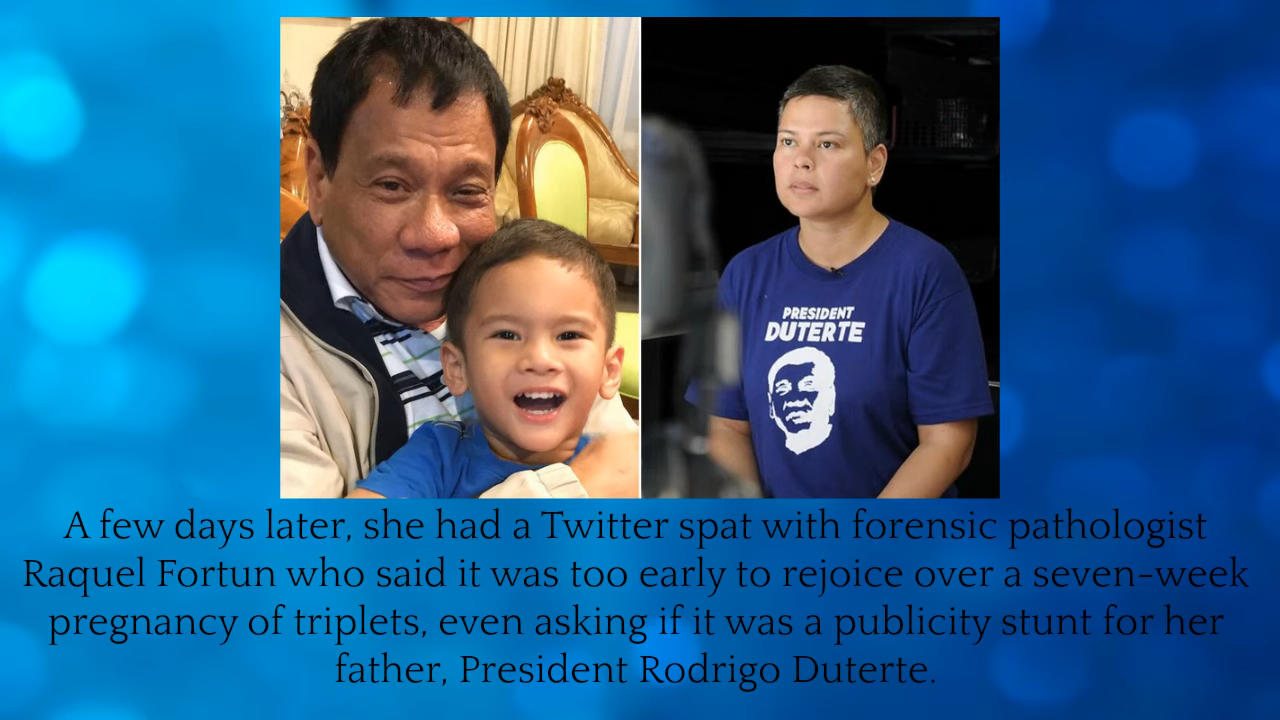 PRESIDENT
DUTERTE
A few days later, she had a Twitter spat with forensic pathologist
Raquel Fortun who said it was too early to rejoice over a seven-week
pregnancy of triplets, even asking if it was a publicity stunt for her
father, President Rodrigo Duterte.